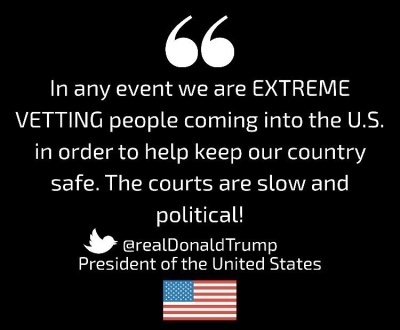 In any event we are EXTREME
VETTING people coming into the U.S.
in order to help keep our country
safe. The courts are slow and
political!
@realDonaldTrump
President of the United States